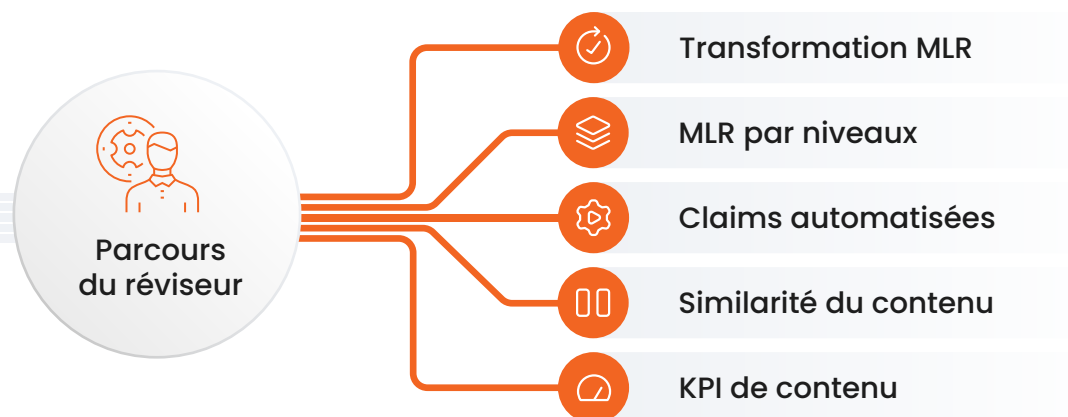 Parcours
du réviseur
Transformation MLR
MLR par niveaux
Claims automatisées
Similarité du contenu
KPI de contenu